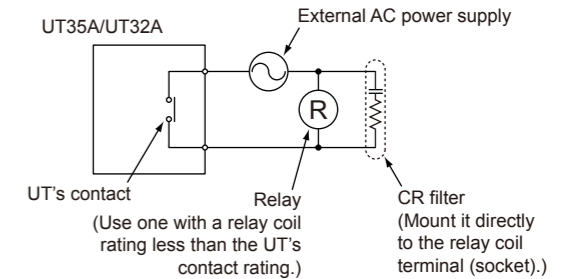 External AC power supply
UT35A/UT32A
R
UT's contact
Relay
(Use one with a relay coil
rating less than the UT's
contact rating.)
CR filter
(Mount it directly
to the relay coil
terminal (socket).)